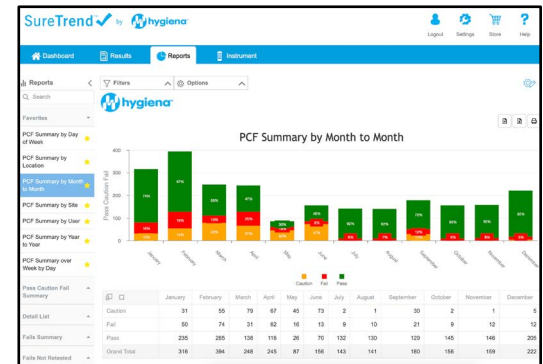 SureTrend by hygiena
Logout Settings Store Help
Dashboard Results Reports Instrument
Reports Filters Options
Search
hygiena
Favorites
PCF Summary by Day
of Week
PCF Summary by
Location
PCF Summary by Month
to Month
PCF Summary by Site
PCF Summary by User
PCF Summary by Year
to Year
PCF Summary over
Week by Day
Pass Caution Fail
Summary
Detail List
Fails Summary
Fails Not Retested
PCF Summary by Month to Month
Pass Caution Fail
400
300
200
100
0
January February March April May June July August September October November December
Caution Fail Pass
January February March April May June July August September October November December
Caution 31 55 79 67 45 73 2 1 30 2 1 5
Fail 50 74 31 62 16 13 9 10 21 9 12 12
Pass 235 265 138 116 26 70 132 130 129 145 146 205
Grand Total 316 394 248 245 87 156 143 141 180 156 159 222